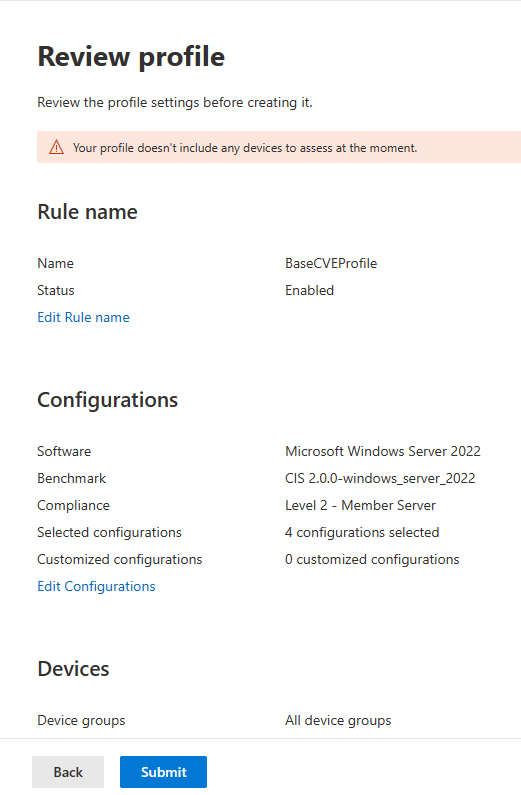 Review profile
Review the profile settings before creating it.
Your profile doesn't include any devices to assess at the moment.
Rule name
Name BaseCVEProfile
Status Enabled
Edit Rule name
Configurations
Software Microsoft Windows Server 2022
Benchmark CIS 2.0.0-windows_server_2022
Compliance Level 2 - Member Server
Selected configurations 4 configurations selected
Customized configurations 0 customized configurations
Edit Configurations
Devices
Device groups All device groups
Back Submit